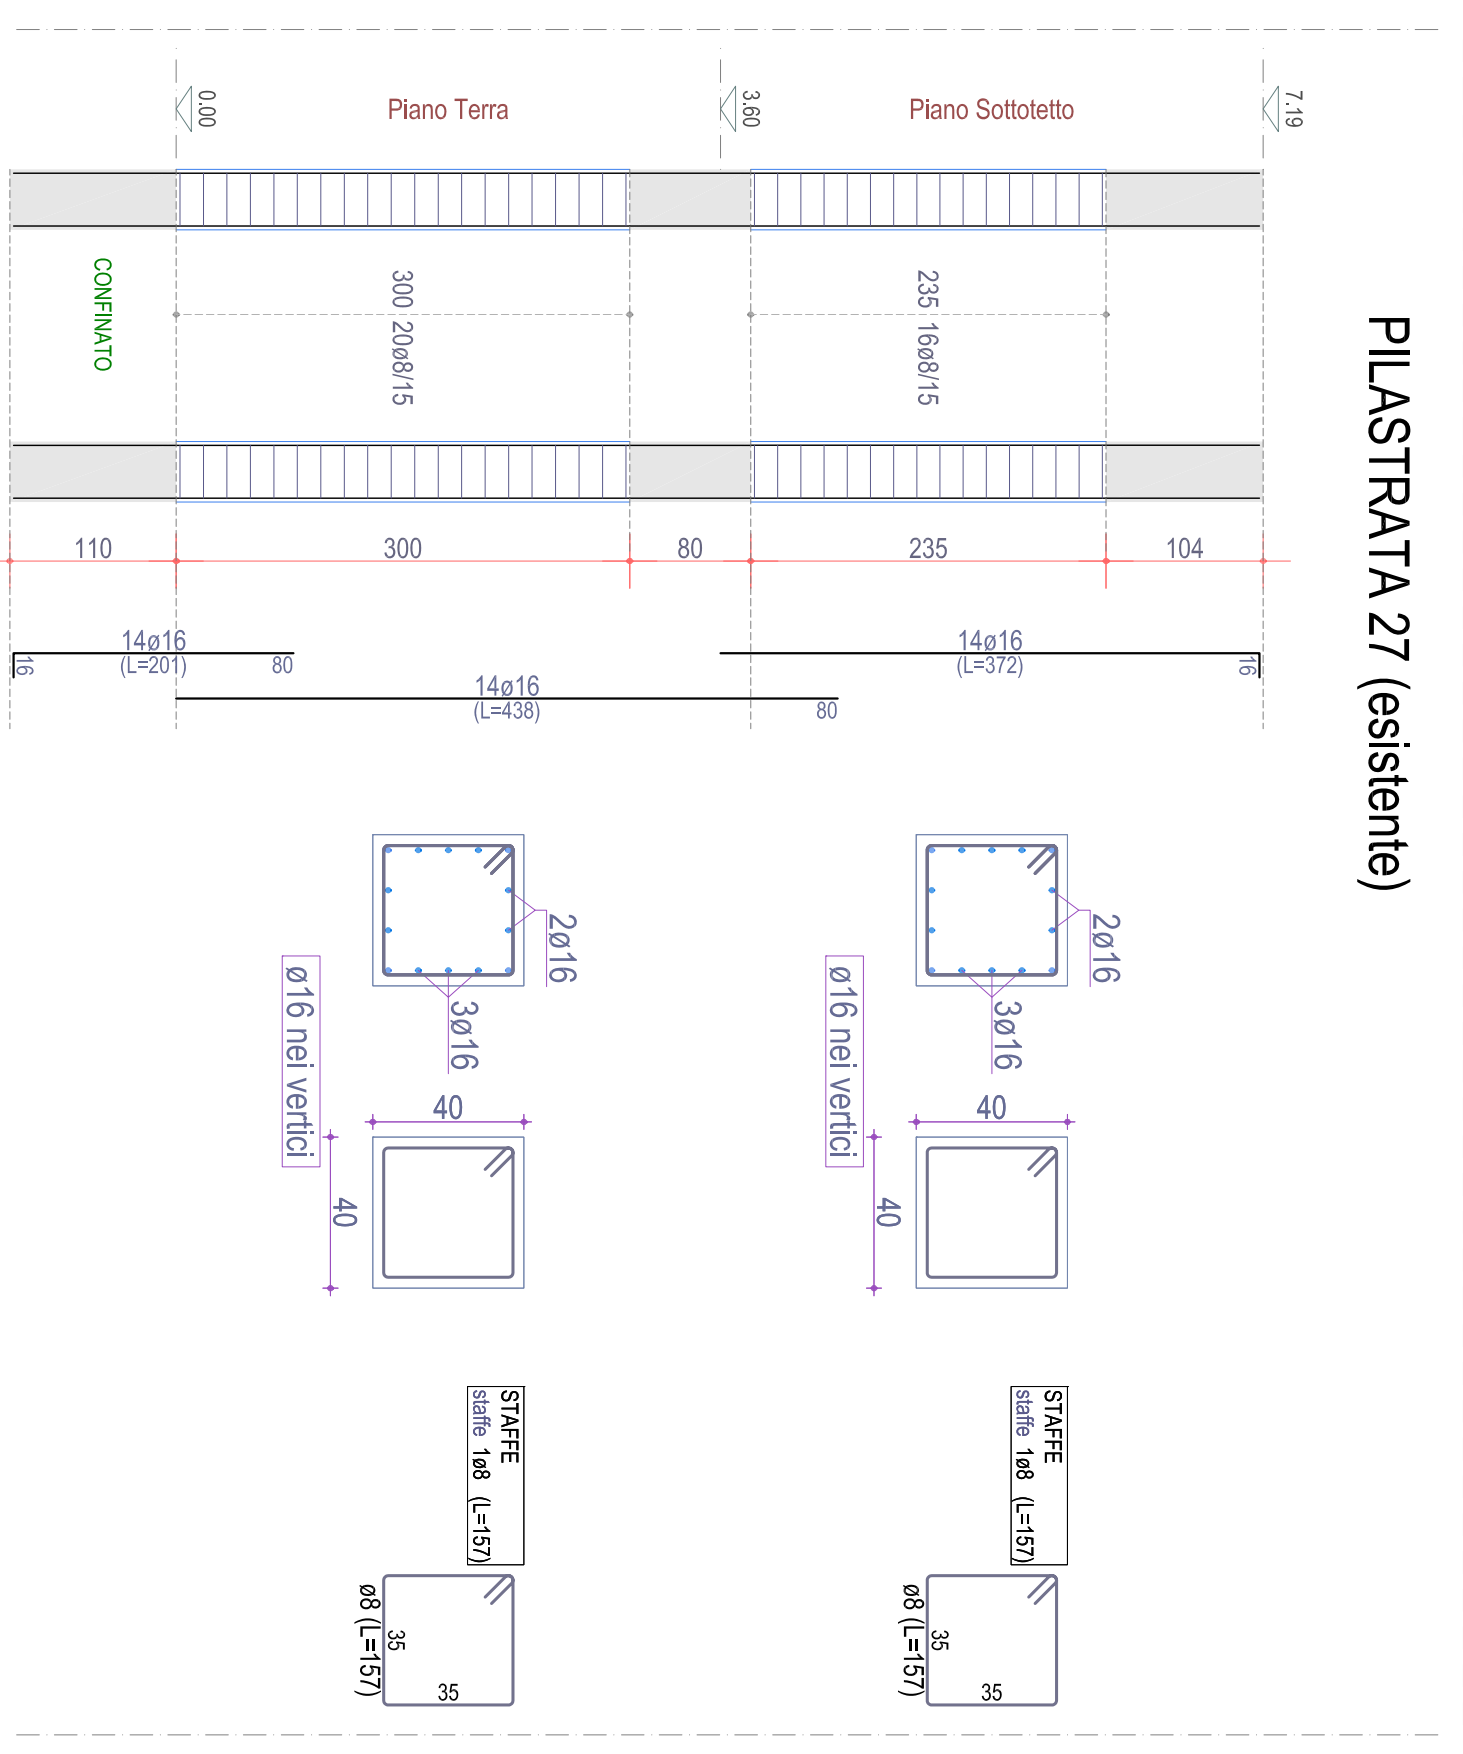 PILASTRATA 27 (esistente)
0.00
Piano Terra
3.60
Piano Sottotetto
7.19
CONFINATO
300 20ø8/15
235 16ø8/15
110
300
80
235
104
14ø16
(L=201)
16
80
14ø16
(L=438)
80
14ø16
(L=372)
16
2ø16
3ø16
ø16 nei vertici
40
40
2ø16
3ø16
ø16 nei vertici
40
40
STAFFE
staffe 1ø8 (L=157)
ø8 (L=157)
35
35
STAFFE
staffe 1ø8 (L=157)
ø8 (L=157)
35
35